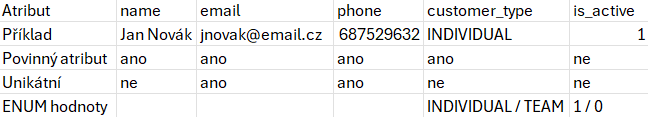 Atribut name email phone customer_type is_active
Příklad Jan Novák jnovak@email.cz 687529632 INDIVIDUAL 1
Povinný atribut ano ano ano ano ne
Unikátní ne ano ano ne ne
ENUM hodnoty INDIVIDUAL / TEAM 1 / 0